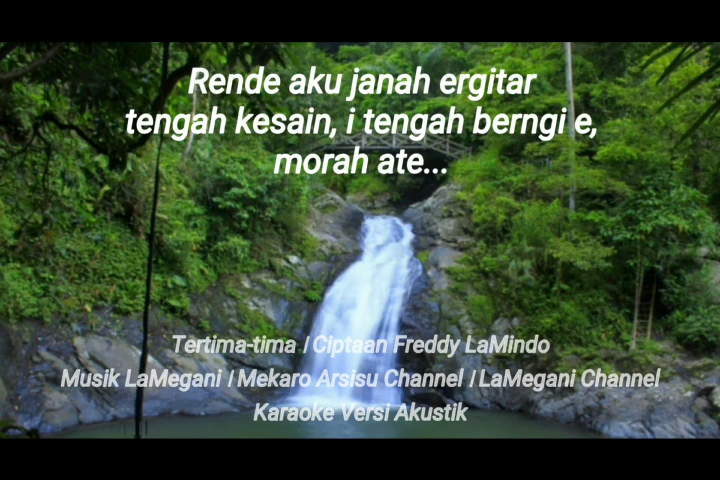 Rende aku janah ergitar
tengah kesain, i tengah berngi e,
morah ate...
Tertima-tima / Ciptaan Freddy LaMindo
Musik LaMegani / Mekaro Arsisu Channel / LaMegani Channel
Karaoke Versi Akustik